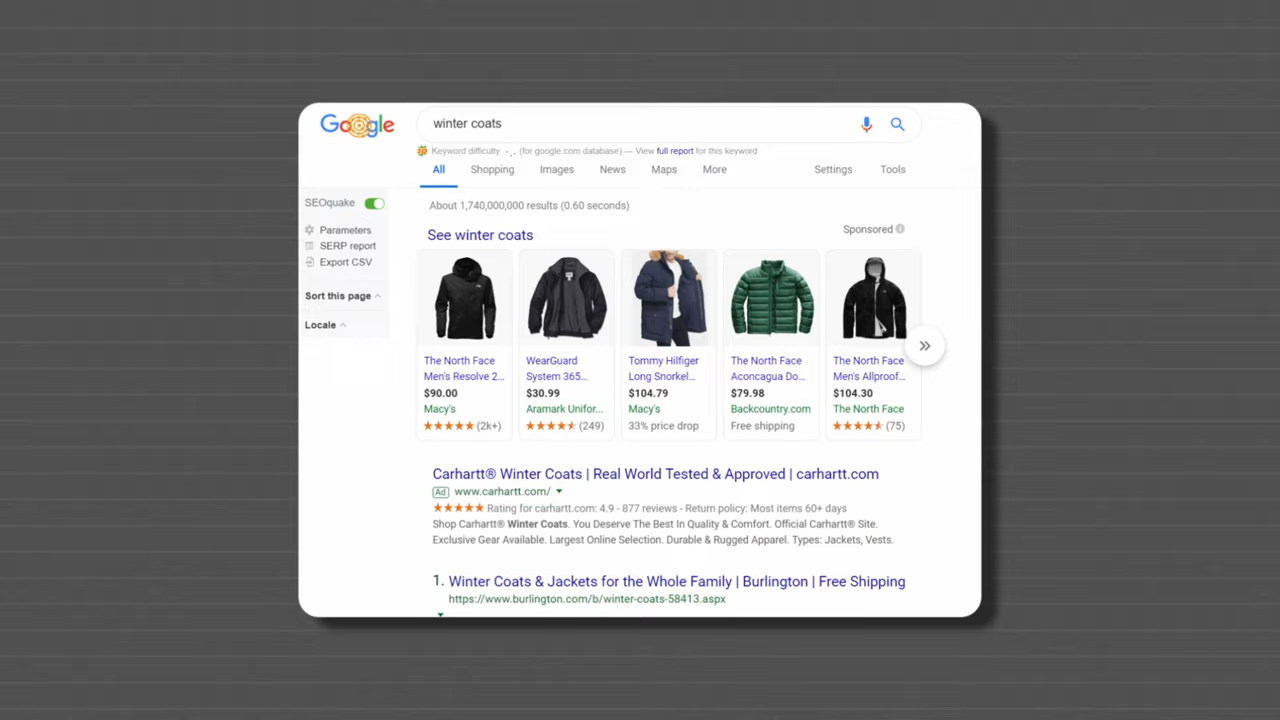 Google
winter coats
Keyword difficulty: -.. (for google.com database) — View full report for this keyword
All Shopping Images News Maps More Settings Tools
SEOquake
Parameters
SERP report
Export CSV
Sort this page
Locale
About 1,740,000,000 results (0.60 seconds)
See winter coats
Sponsored
The North Face
Men's Resolve 2...
$90.00
Macy's
(2k+)
WearGuard
System 365...
$30.99
Aramark Unifor...
(249)
Tommy Hilfiger
Long Snorkel...
$104.79
Macy's
33% price drop
The North Face
Aconcagua Do...
$79.98
Backcountry.com
Free shipping
The North Face
Men's Allproof...
$104.30
The North Face
(75)
Carhartt® Winter Coats | Real World Tested & Approved | carhartt.com
Ad www.carhartt.com/
Rating for carhartt.com: 4.9 - 877 reviews - Return policy: Most items 60+ days
Shop Carhartt® Winter Coats. You Deserve The Best In Quality & Comfort. Official Carhartt® Site.
Exclusive Gear Available. Largest Online Selection. Durable & Rugged Apparel. Types: Jackets, Vests.
1. Winter Coats & Jackets for the Whole Family | Burlington | Free Shipping
https://www.burlington.com/b/winter-coats-58413.aspx